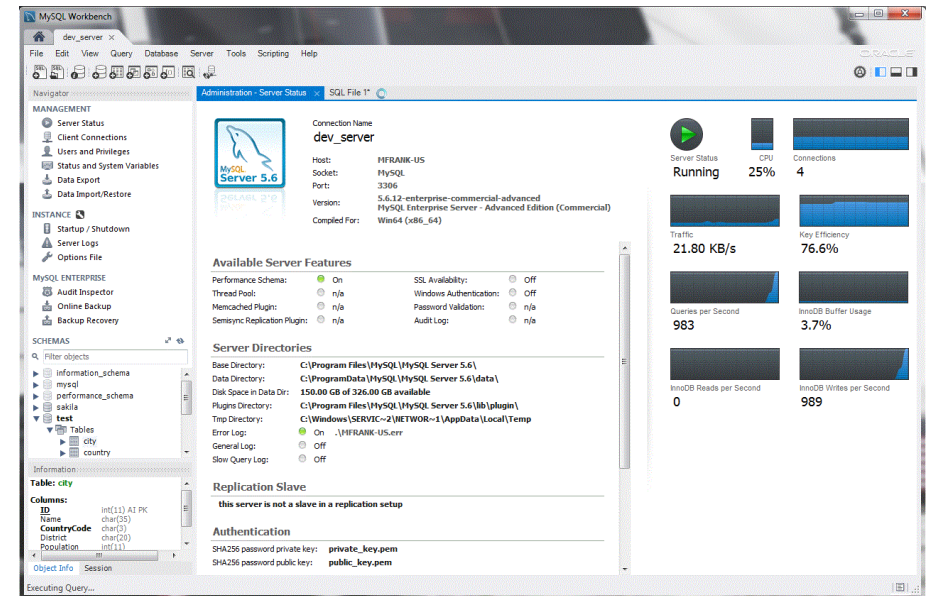 MySQL Workbench
dev_server
File Edit View Query Database Server Tools Scripting Help
ORACLE
Navigator
MANAGEMENT
Server Status
Client Connections
Users and Privileges
Status and System Variables
Data Export
Data Import/Restore
INSTANCE
Startup / Shutdown
Server Logs
Options File
MySQL ENTERPRISE
Audit Inspector
Online Backup
Backup Recovery
SCHEMAS
Filter objects
information_schema
mysql
performance_schema
sakila
test
Tables
city
country
Information
Table: city
Columns:
ID int(11) AI PK
Name char(35)
CountryCode char(3)
District char(20)
Population int(11)
Object Info Session
Executing Query...
Administration - Server Status SQL File 1*
MySQL
Server 5.6
Connection Name
dev_server
Host: MFRANK-US
Socket: MySQL
Port: 3306
Version: 5.6.12-enterprise-commercial-advanced
MySQL Enterprise Server - Advanced Edition (Commercial)
Compiled For: Win64 (x86_64)
Available Server Features
Performance Schema: On SSL Availability: Off
Thread Pool: n/a Windows Authentication: Off
Memcached Plugin: n/a Password Validation: n/a
Semisync Replication Plugin: n/a Audit Log: n/a
Server Directories
Base Directory: C:\Program Files\MySQL\MySQL Server 5.6\
Data Directory: C:\ProgramData\MySQL\MySQL Server 5.6\data\
Disk Space in Data Dir: 150.00 GB of 326.00 GB available
Plugins Directory: C:\Program Files\MySQL\MySQL Server 5.6\lib\plugin\
Tmp Directory: C:\Windows\SERVIC~2\NETWOR~1\AppData\Local\Temp
Error Log: On .\MFRANK-US.err
General Log: Off
Slow Query Log: Off
Replication Slave
this server is not a slave in a replication setup
Authentication
SHA256 password private key: private_key.pem
SHA256 password public key: public_key.pem
Server Status CPU Connections
Running 25% 4
Traffic Key Efficiency
21.80 KB/s 76.6%
Queries per Second InnoDB Buffer Usage
983 3.7%
InnoDB Reads per Second InnoDB Writes per Second
0 989